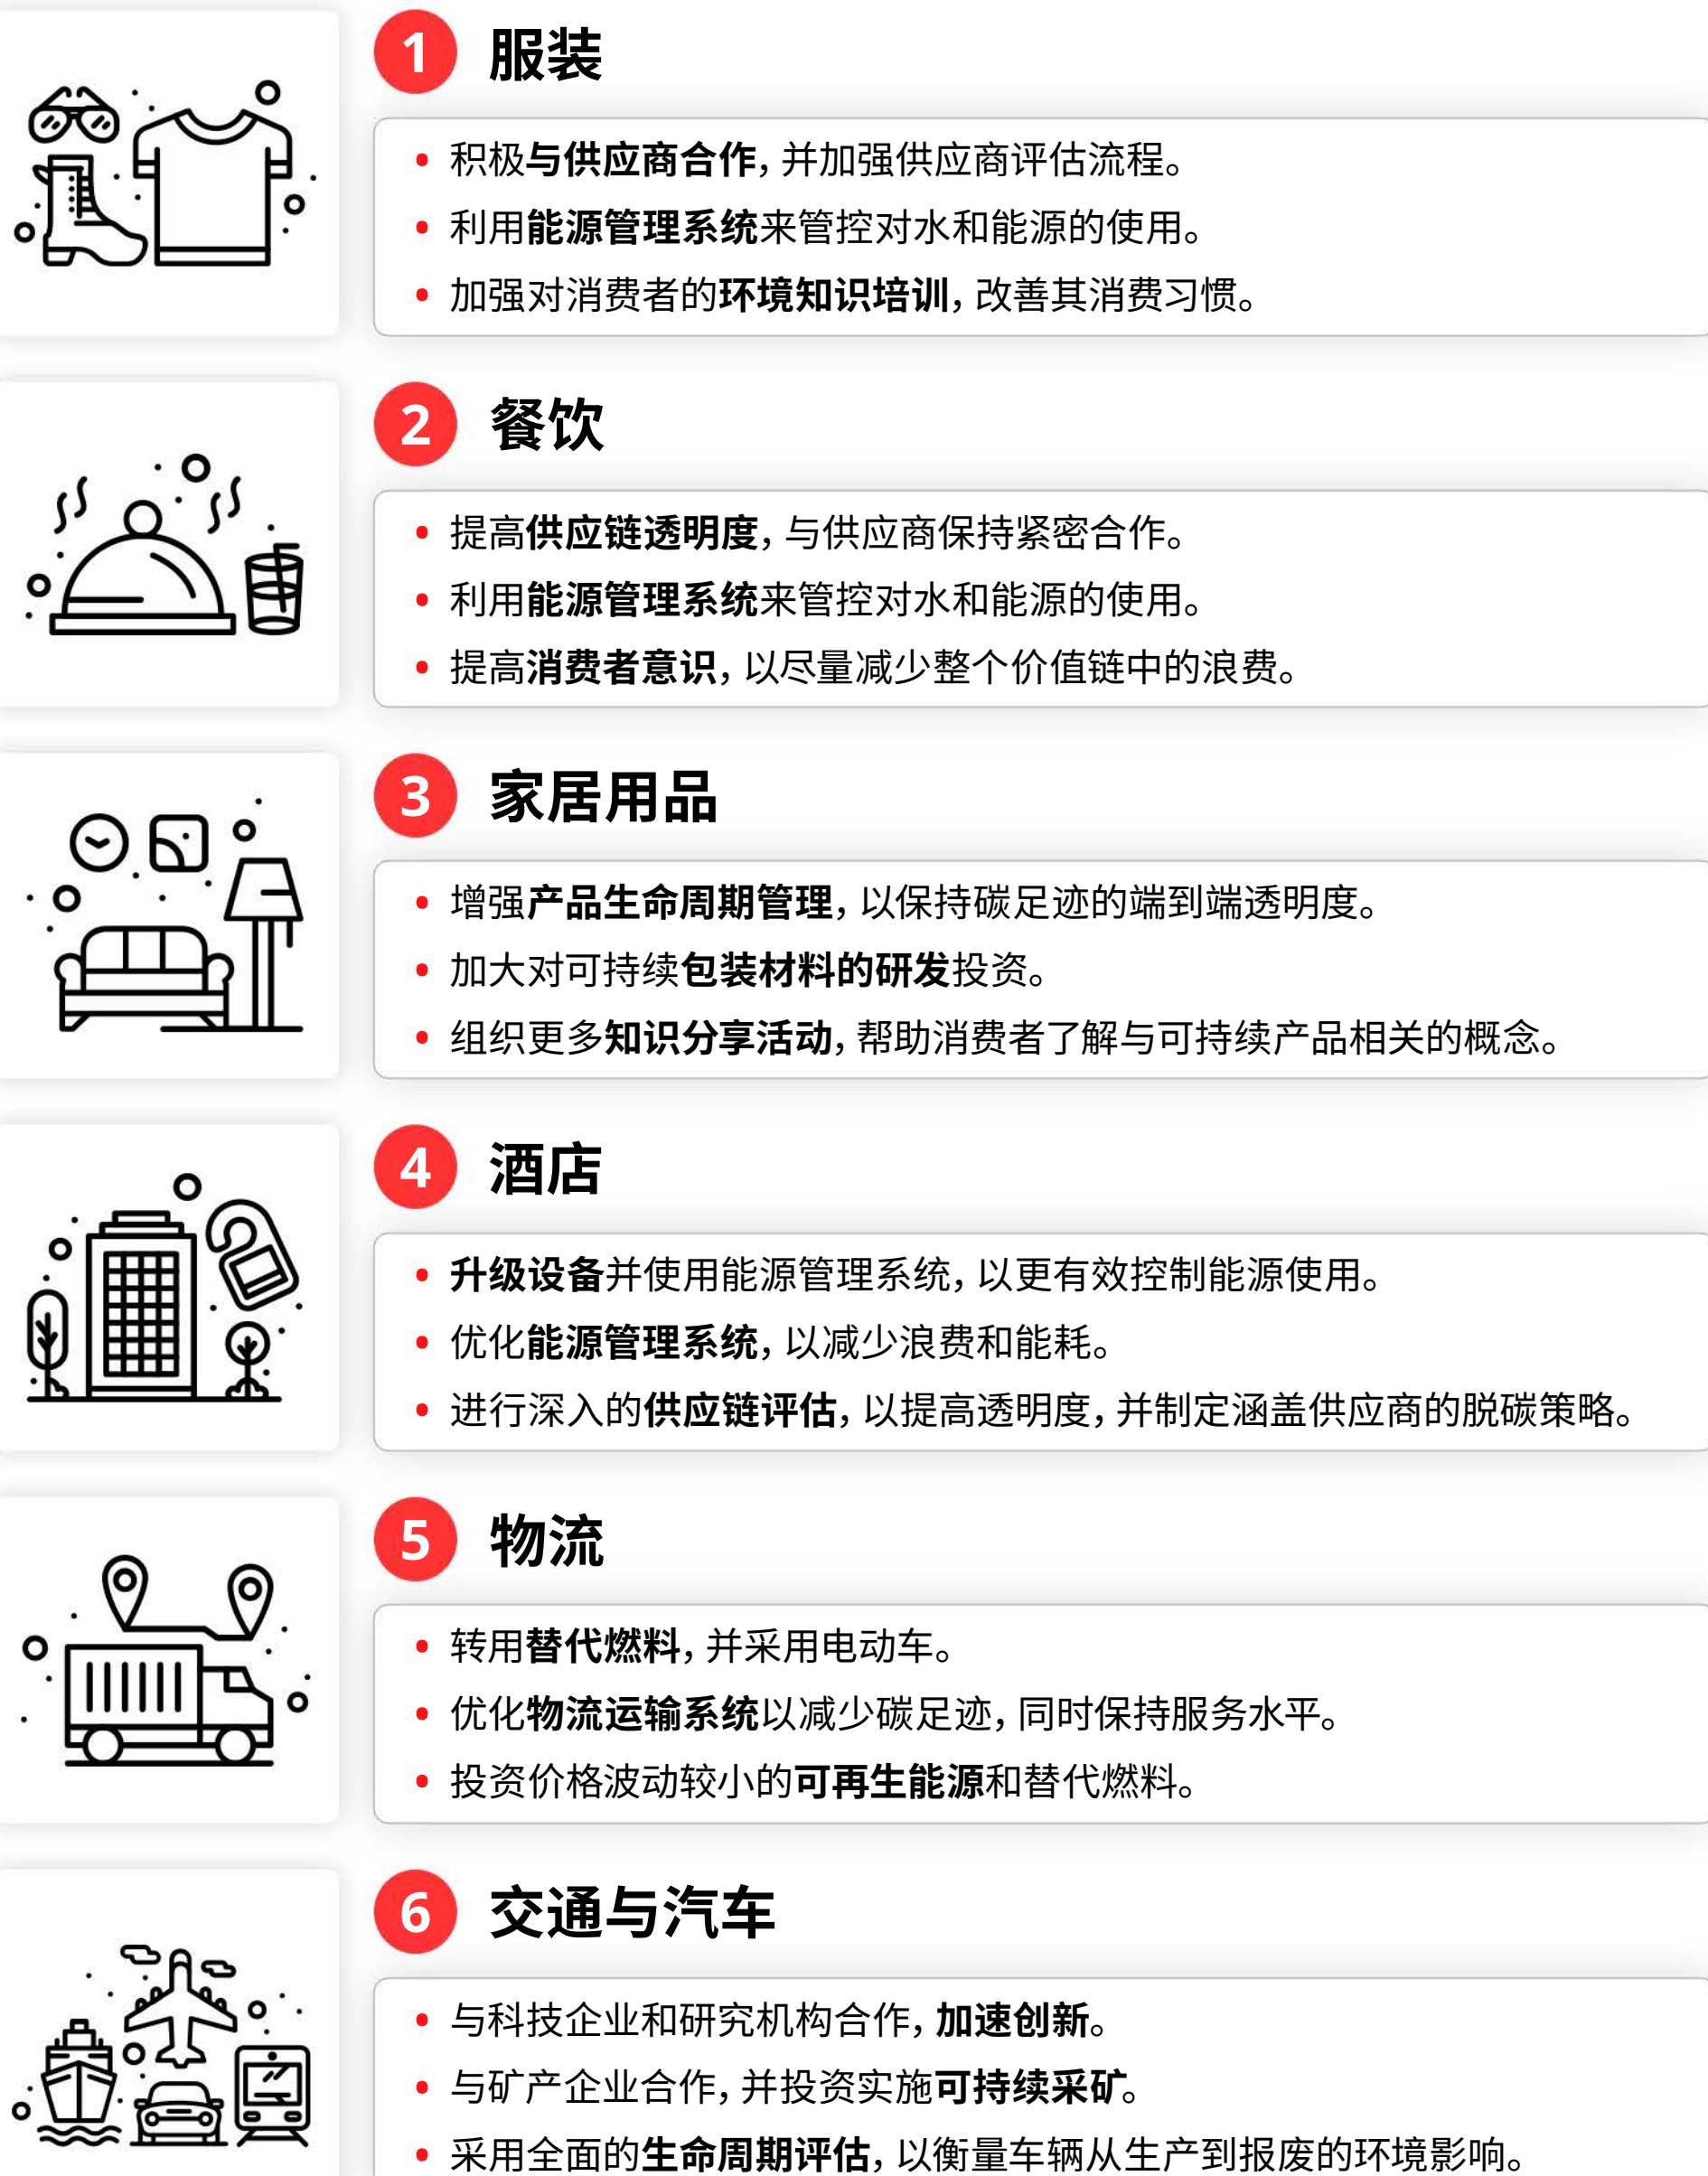 1 服装
• 积极与供应商合作，并加强供应商评估流程。
• 利用能源管理系统来管控对水和能源的使用。
• 加强对消费者的环境知识培训，改善其消费习惯。
2 餐饮
• 提高供应链透明度，与供应商保持紧密合作。
• 利用能源管理系统来管控对水和能源的使用。
• 提高消费者意识，以尽量减少整个价值链中的浪费。
3 家居用品
• 增强产品生命周期管理，以保持碳足迹的端到端透明度。
• 加大对可持续包装材料的研发投资。
• 组织更多知识分享活动，帮助消费者了解与可持续产品相关的概念。
4 酒店
• 升级设备并使用能源管理系统，以更有效控制能源使用。
• 优化能源管理系统，以减少浪费和能耗。
• 进行深入的供应链评估，以提高透明度，并制定涵盖供应商的脱碳策略。
5 物流
• 转用替代燃料，并采用电动车。
• 优化物流运输系统以减少碳足迹，同时保持服务水平。
• 投资价格波动较小的可再生能源和替代燃料。
6 交通与汽车
• 与科技企业和研究机构合作，加速创新。
• 与矿产企业合作，并投资实施可持续采矿。
• 采用全面的生命周期评估，以衡量车辆从生产到报废的环境影响。